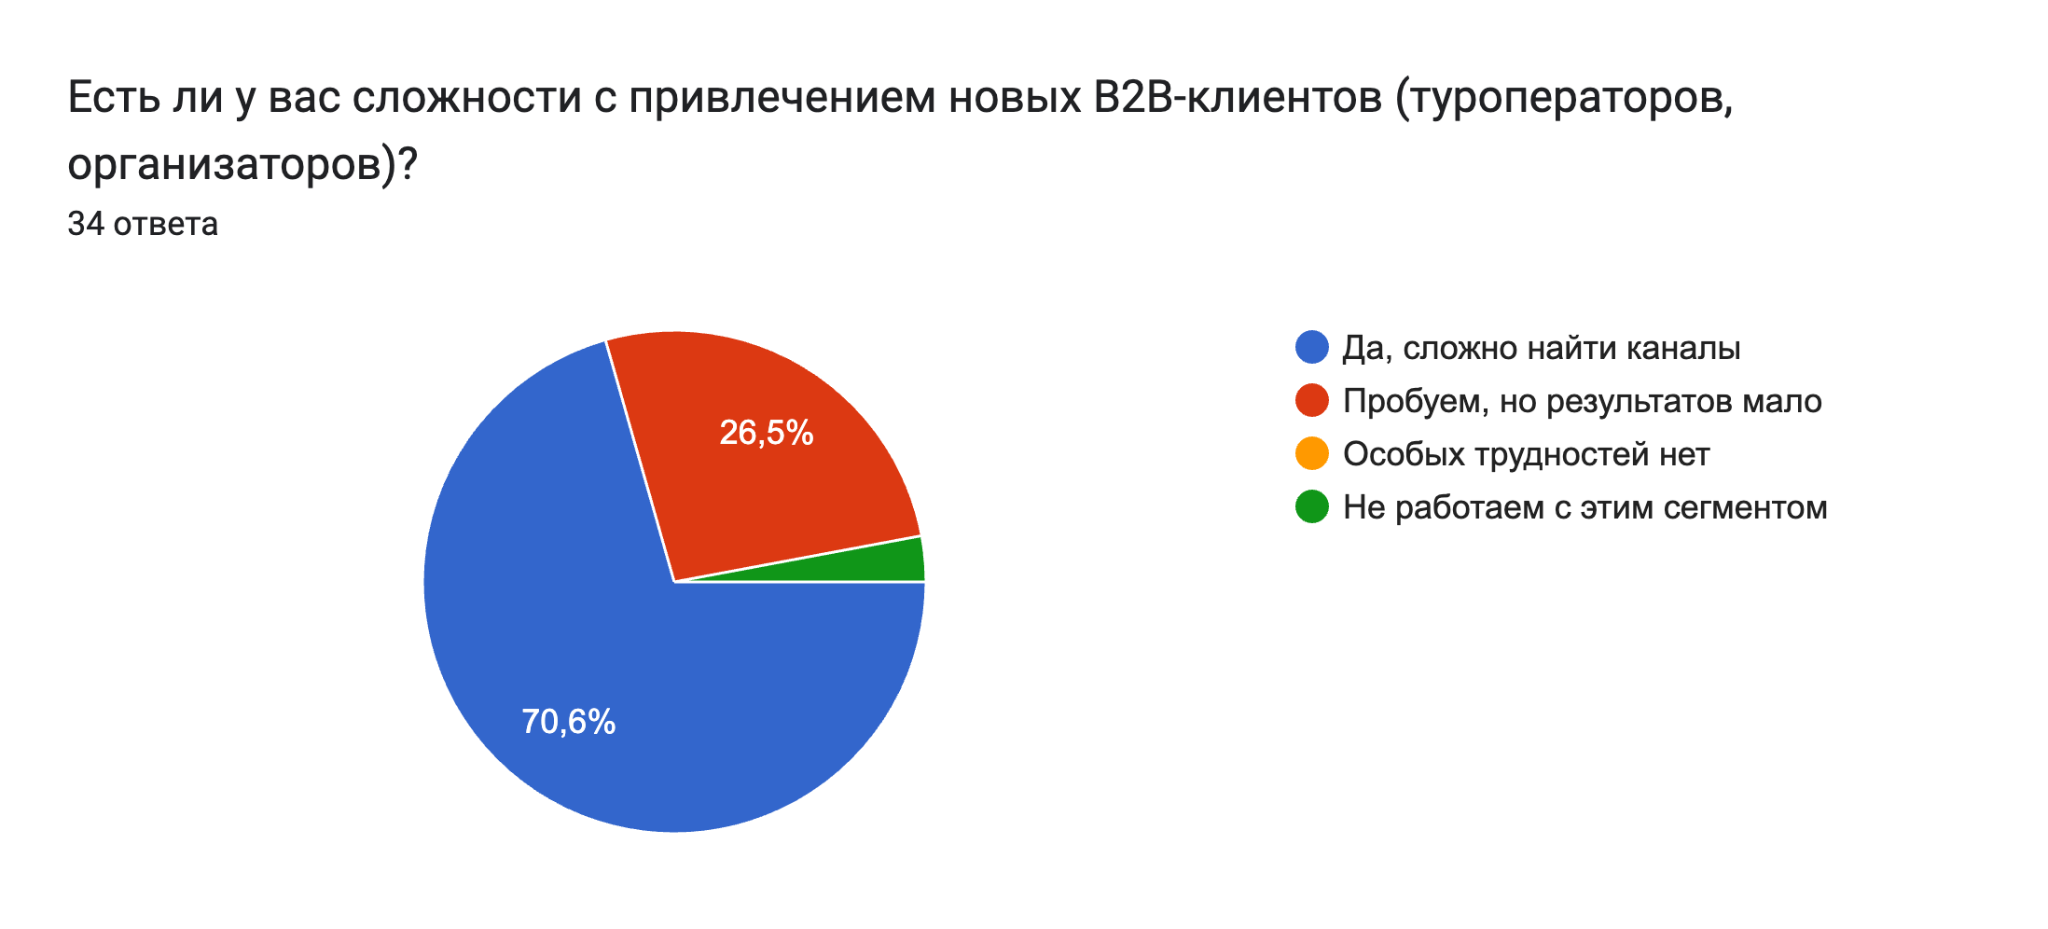 Есть ли у вас сложности с привлечением новых B2B-клиентов (туроператоров,
организаторов)?
34 ответа
26,5%
70,6%
Да, сложно найти каналы
Пробуем, но результатов мало
Особых трудностей нет
Не работаем с этим сегментом